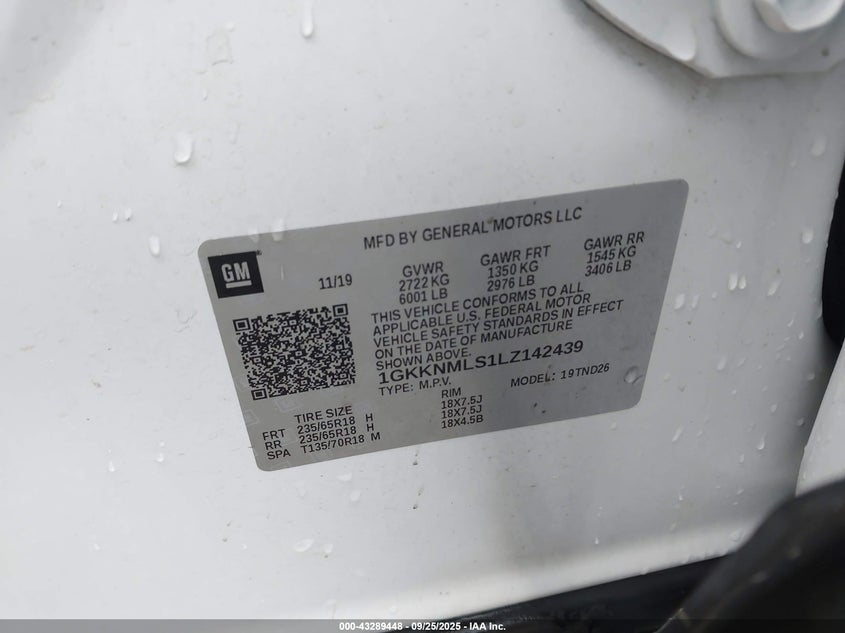 MFD BY GENERAL MOTORS LLC
GM
11/19
GVWR GAWR FRT GAWR RR
2722 KG 1350 KG 1545 KG
6001 LB 2976 LB 3406 LB
THIS VEHICLE CONFORMS TO ALL
APPLICABLE U.S. FEDERAL MOTOR
VEHICLE SAFETY STANDARDS IN EFFECT
ON THE DATE OF MANUFACTURE
SHOWN ABOVE.
1GKKNMLS1LZ142439
TYPE: M.P.V. MODEL: 19TND26
TIRE SIZE RIM
FRT 235/65R18 H 18X7.5J
RR 235/65R18 H 18X7.5J
SPA T135/70R18 M 18X4.5B
000-43289448 - 09/25/2025 - IAA Inc.